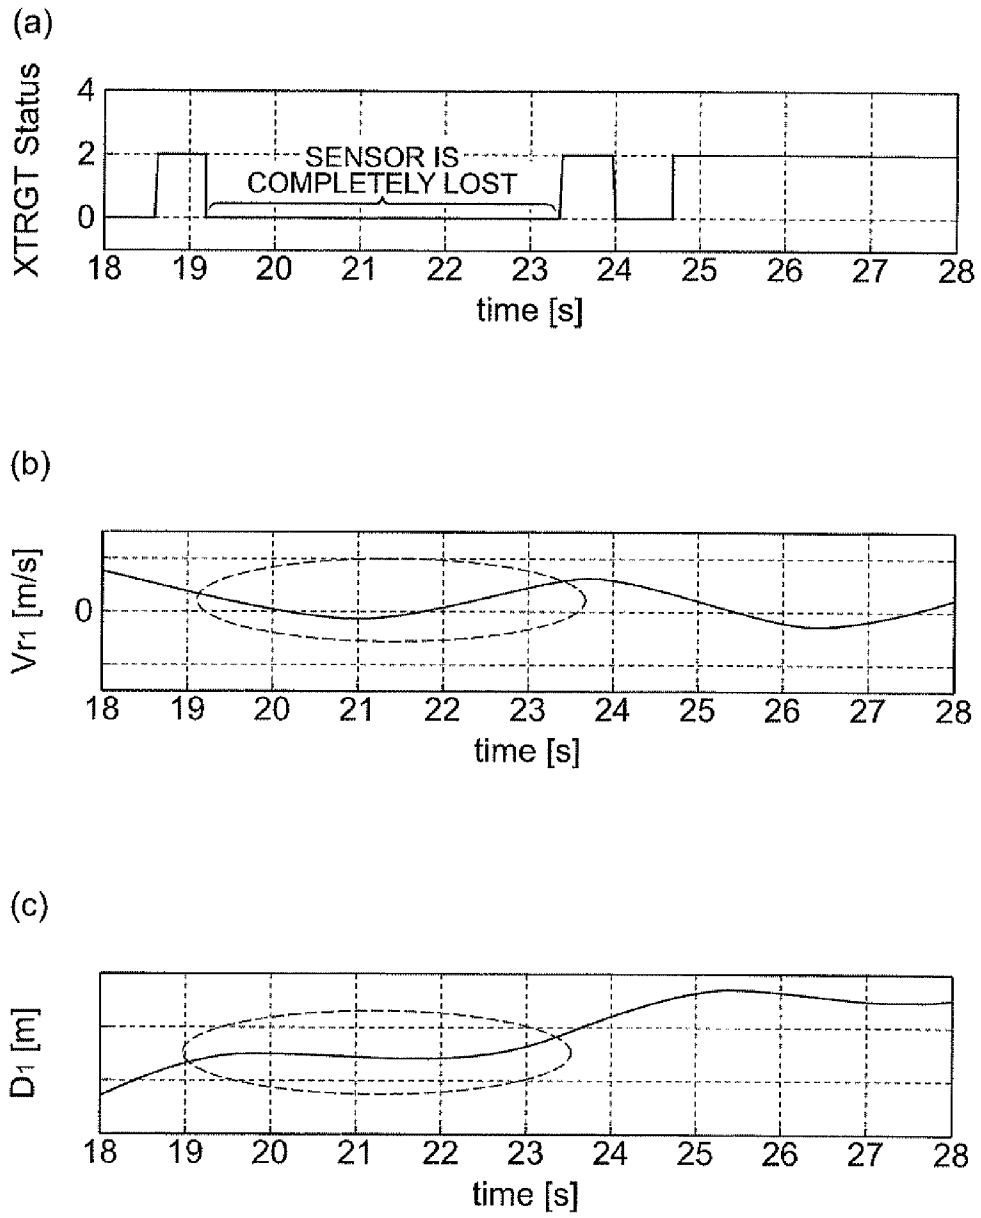 (a)
XTRGT Status
4
2
0
SENSOR IS
COMPLETELY LOST
18 19 20 21 22 23 24 25 26 27 28
time [s]
(b)
Vr1 [m/s]
0
18 19 20 21 22 23 24 25 26 27 28
time [s]
(c)
D1 [m]
18 19 20 21 22 23 24 25 26 27 28
time [s]